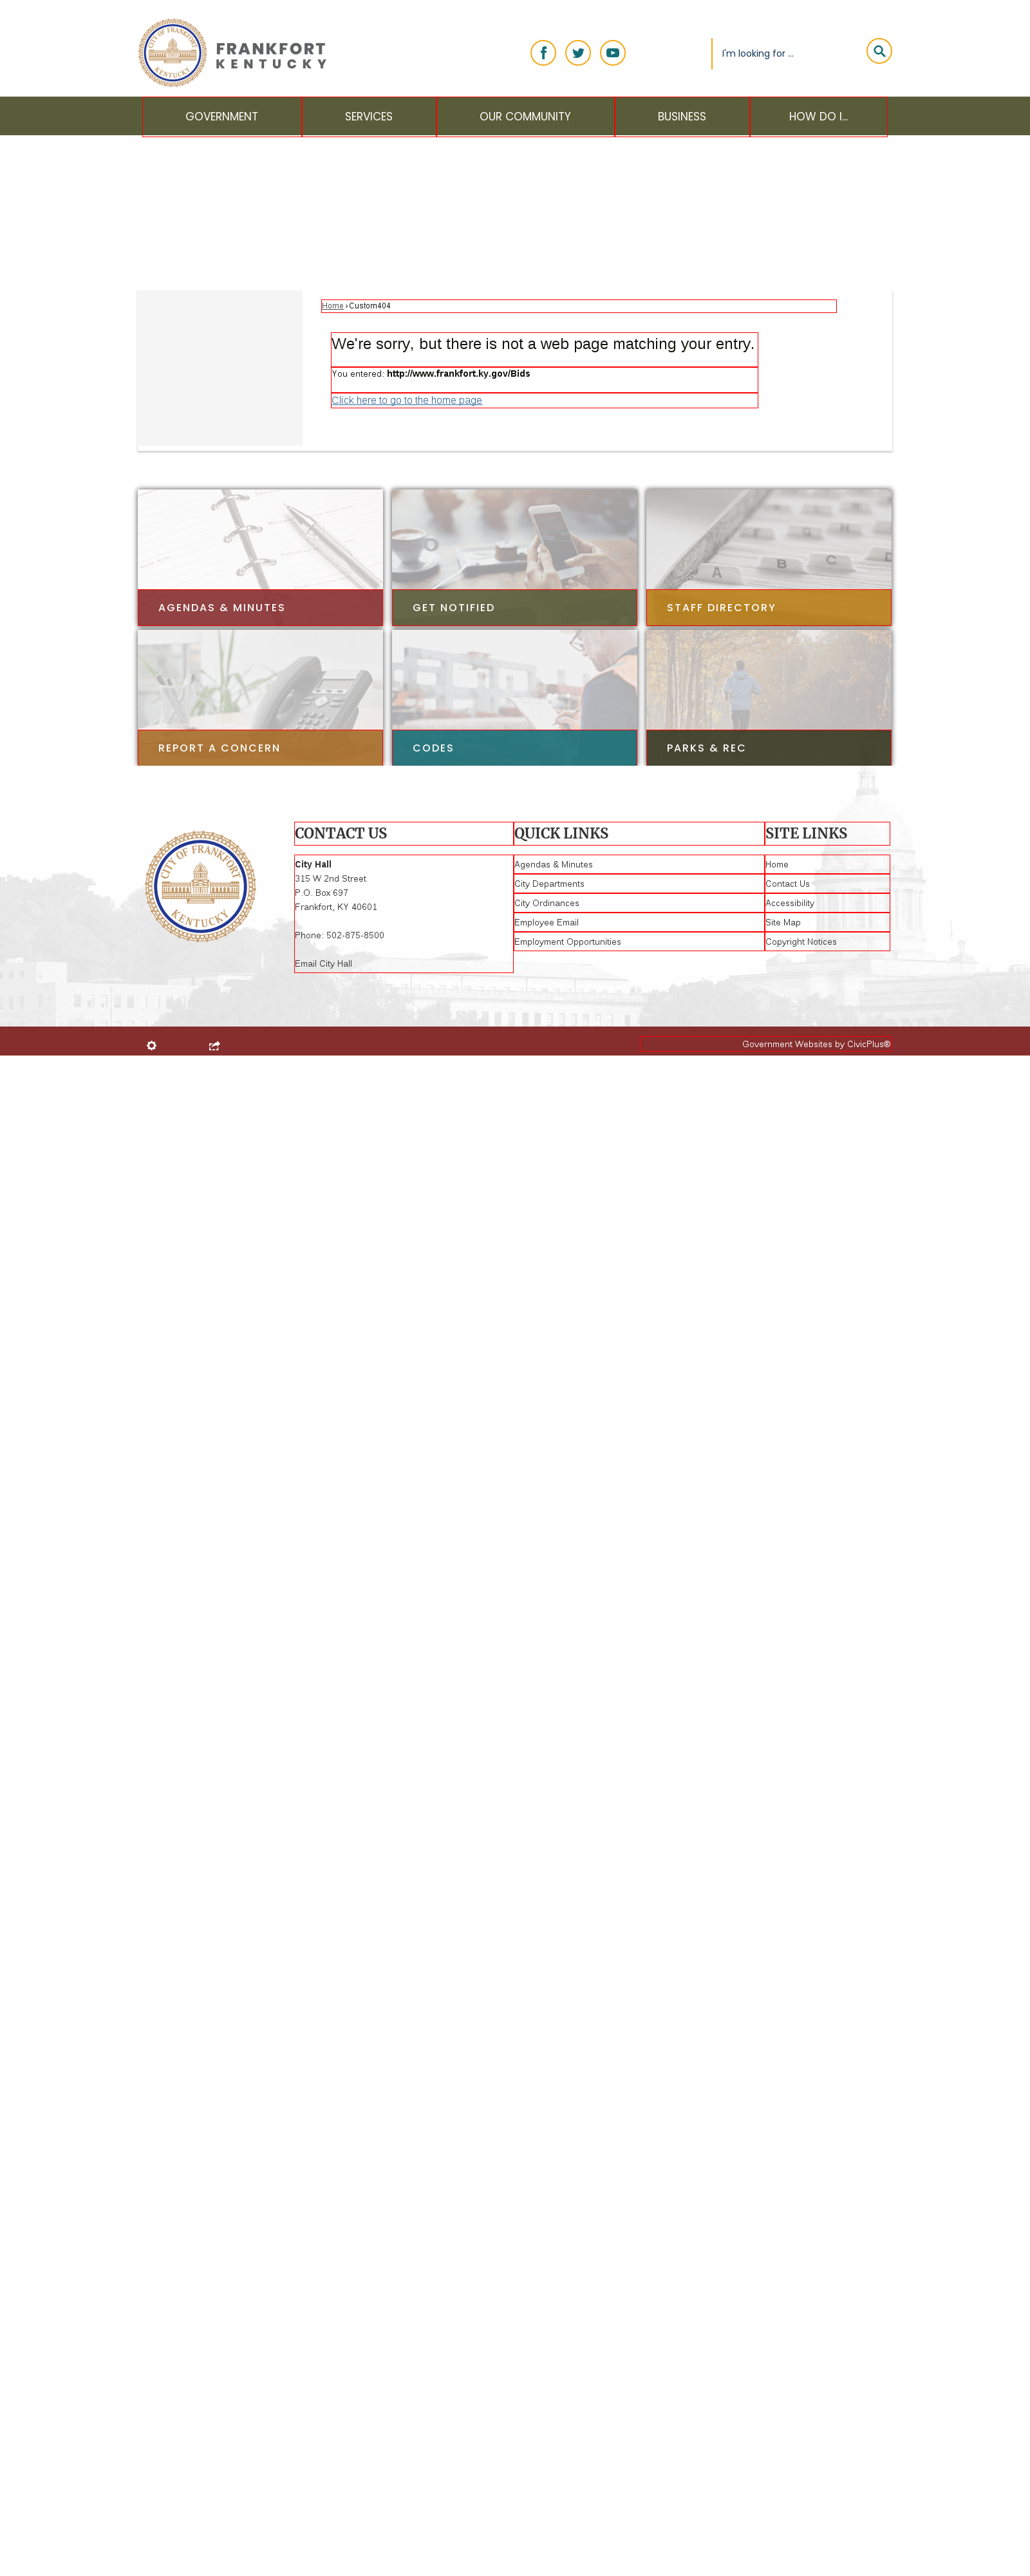 CITY OF FRANKFORT
KENTUCKY
FRANKFORT
KENTUCKY
I'm looking for ...
GOVERNMENT
SERVICES
OUR COMMUNITY
BUSINESS
HOW DO I...
Home › Custom404
We're sorry, but there is not a web page matching your entry.
You entered: http://www.frankfort.ky.gov/Bids
Click here to go to the home page
AGENDAS & MINUTES
GET NOTIFIED
A B C D
G H
STAFF DIRECTORY
REPORT A CONCERN
CODES
PARKS & REC
CITY OF FRANKFORT
KENTUCKY
CONTACT US
City Hall
315 W 2nd Street
P.O. Box 697
Frankfort, KY 40601
Phone: 502-875-8500
Email City Hall
QUICK LINKS
Agendas & Minutes
City Departments
City Ordinances
Employee Email
Employment Opportunities
SITE LINKS
Home
Contact Us
Accessibility
Site Map
Copyright Notices
Government Websites by CivicPlus®